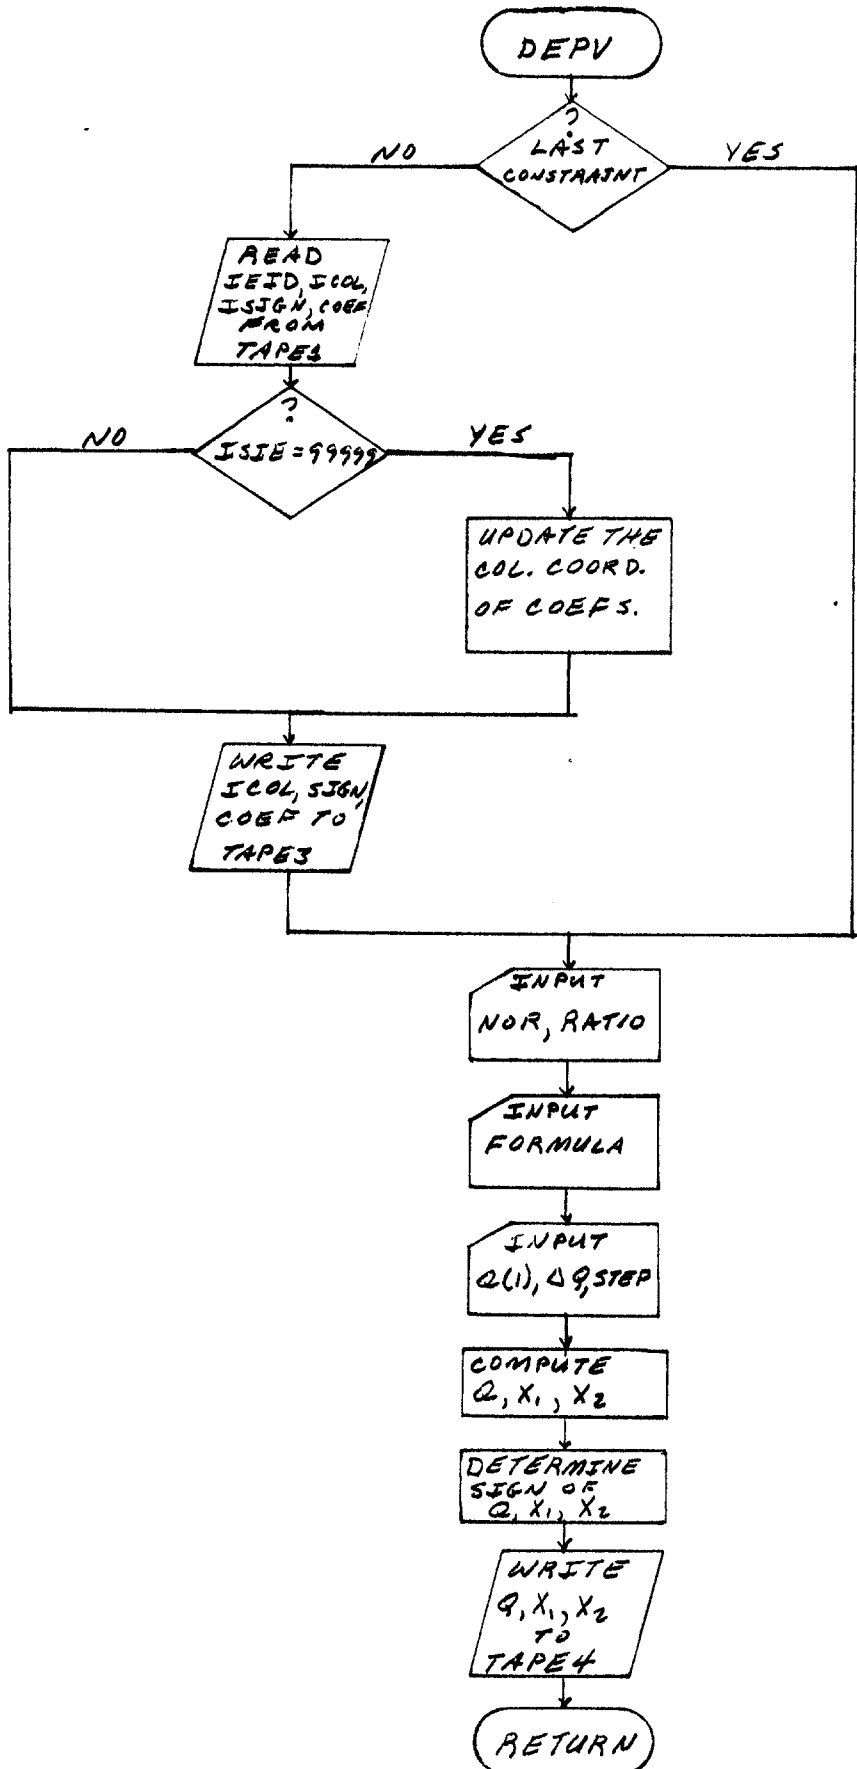 DEPV
?
LAST
CONSTRAINT
NO
YES
READ
IEID, ICOL,
ISIGN, COEF
FROM
TAPE1
?
ISIE = 99999
NO
YES
UPDATE THE
COL. COORD.
OF COEFS.
WRITE
ICOL, SIGN,
COEF TO
TAPE3
INPUT
NOR, RATIO
INPUT
FORMULA
INPUT
Q(1), ΔQ, STEP
COMPUTE
Q, X₁, X₂
DETERMINE
SIGN OF
Q, X₁, X₂
WRITE
Q, X₁, X₂
TO
TAPE4
RETURN